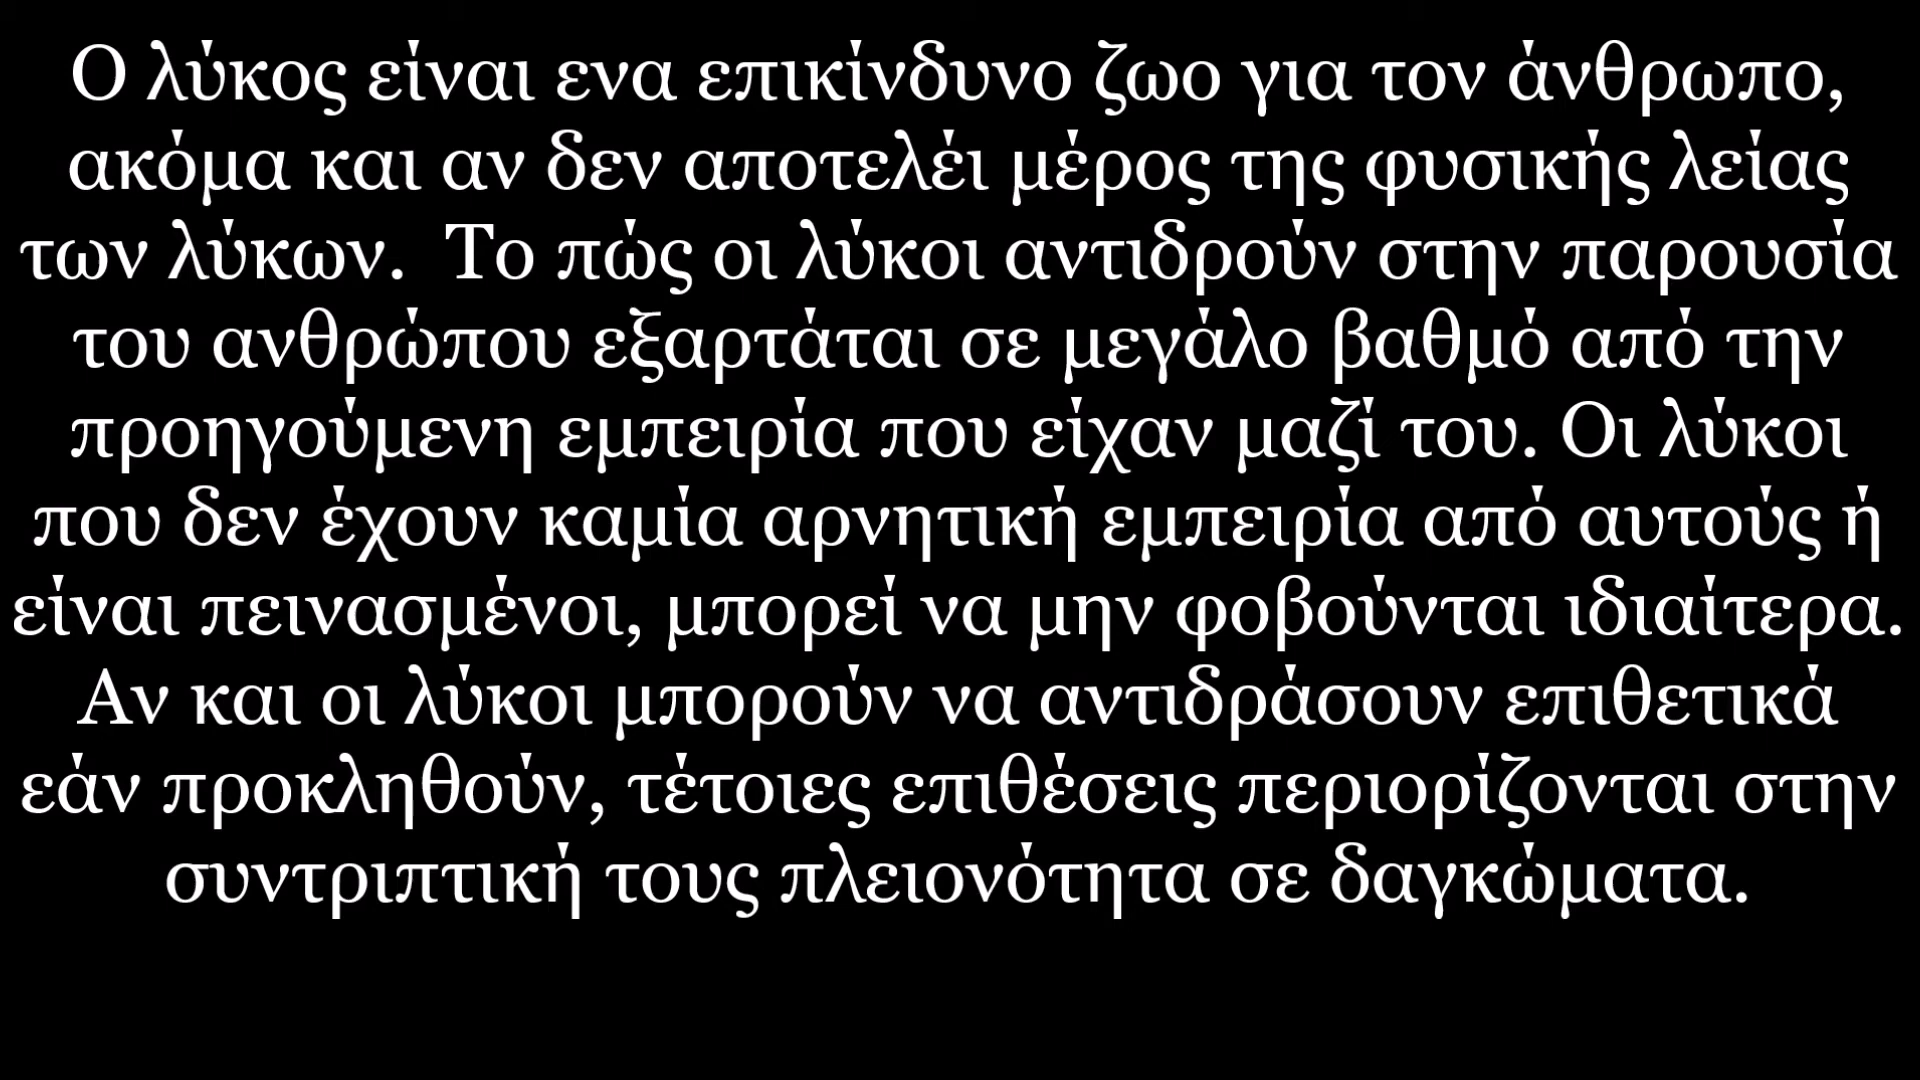 Ο λύκος είναι ενα επικίνδυνο ζωο για τον άνθρωπο,
ακόμα και αν δεν αποτελέι μέρος της φυσικής λείας
των λύκων.  Το πώς οι λύκοι αντιδρούν στην παρουσία
του ανθρώπου εξαρτάται σε μεγάλο βαθμό από την
προηγούμενη εμπειρία που είχαν μαζί του. Οι λύκοι
που δεν έχουν καμία αρνητική εμπειρία από αυτούς ή
είναι πεινασμένοι, μπορεί να μην φοβούνται ιδιαίτερα.
Αν και οι λύκοι μπορούν να αντιδράσουν επιθετικά
εάν προκληθούν, τέτοιες επιθέσεις περιορίζονται στην
συντριπτική τους πλειονότητα σε δαγκώματα.